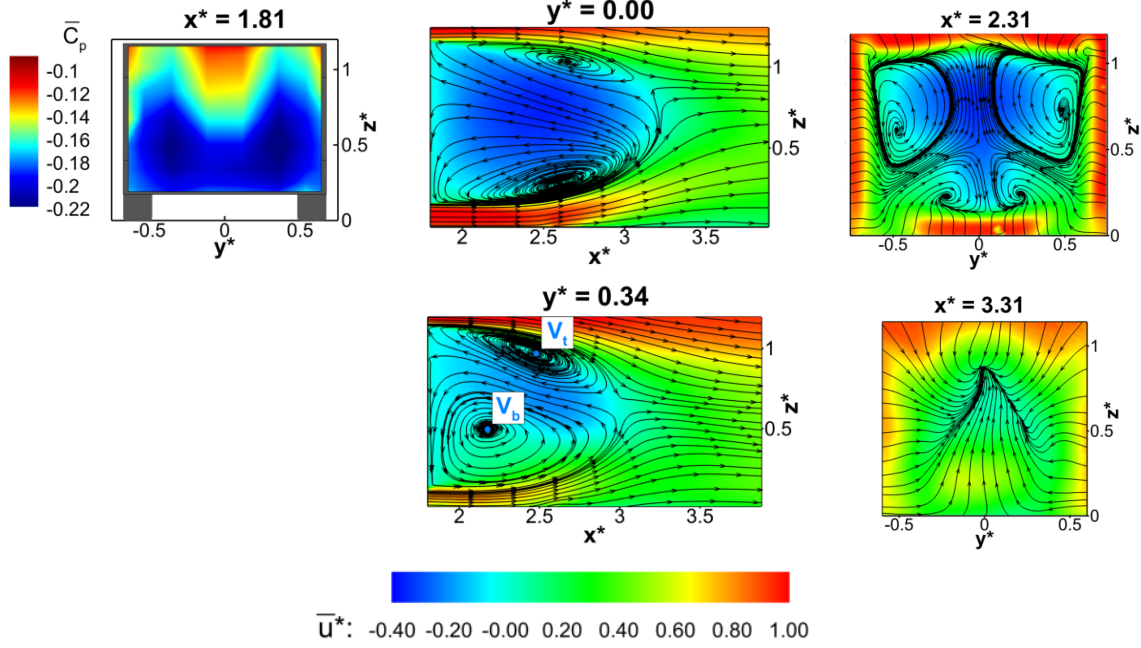 C̅p
-0.1
-0.12
-0.14
-0.16
-0.18
-0.2
-0.22
x* = 1.81
1
0.5
0
z*
-0.5 0 0.5
y*
y* = 0.00
1
0.5
z*
2 2.5 3 3.5
x*
x* = 2.31
1
0.5
0
z*
-0.5 0 0.5
y*
y* = 0.34
Vt
Vb
1
0.5
z*
2 2.5 3 3.5
x*
x* = 3.31
1
0.5
0
z*
-0.5 0 0.5
y*
u̅*: -0.40 -0.20 -0.00 0.20 0.40 0.60 0.80 1.00